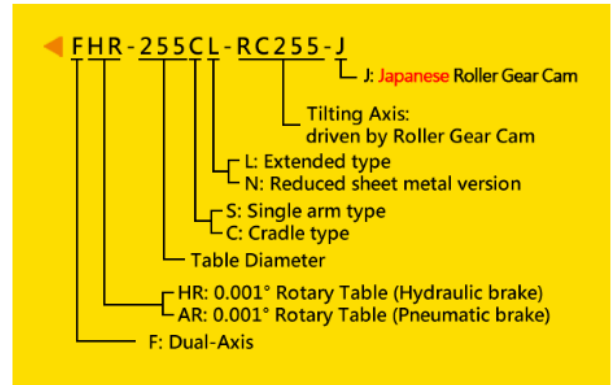 FHR-255CL-RC255-J
J: Japanese Roller Gear Cam
Tilting Axis:
driven by Roller Gear Cam
L: Extended type
N: Reduced sheet metal version
S: Single arm type
C: Cradle type
Table Diameter
HR: 0.001° Rotary Table (Hydraulic brake)
AR: 0.001° Rotary Table (Pneumatic brake)
F: Dual-Axis